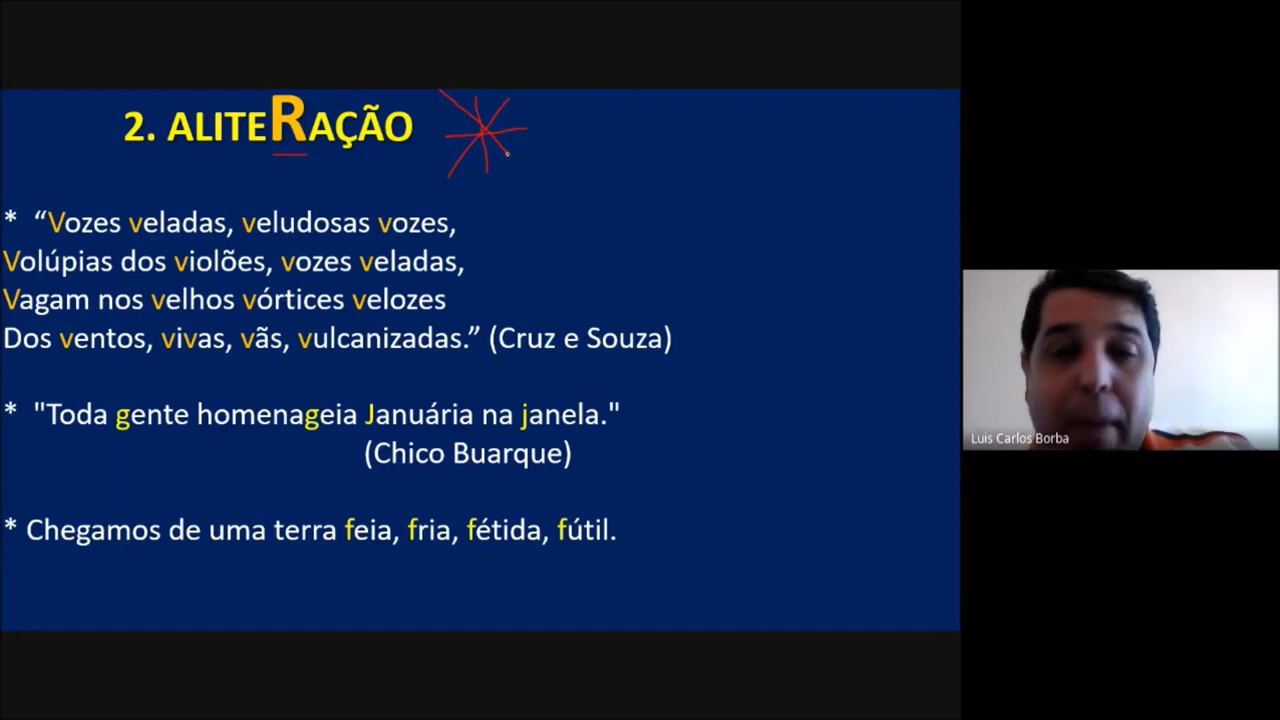 2. ALITERAÇÃO
* “Vozes veladas, veludosas vozes,
Volúpias dos violões, vozes veladas,
Vagam nos velhos vórtices velozes
Dos ventos, vivas, vãs, vulcanizadas.” (Cruz e Souza)
* "Toda gente homenageia Januária na janela."
(Chico Buarque)
* Chegamos de uma terra feia, fria, fétida, fútil.
Luis Carlos Borba